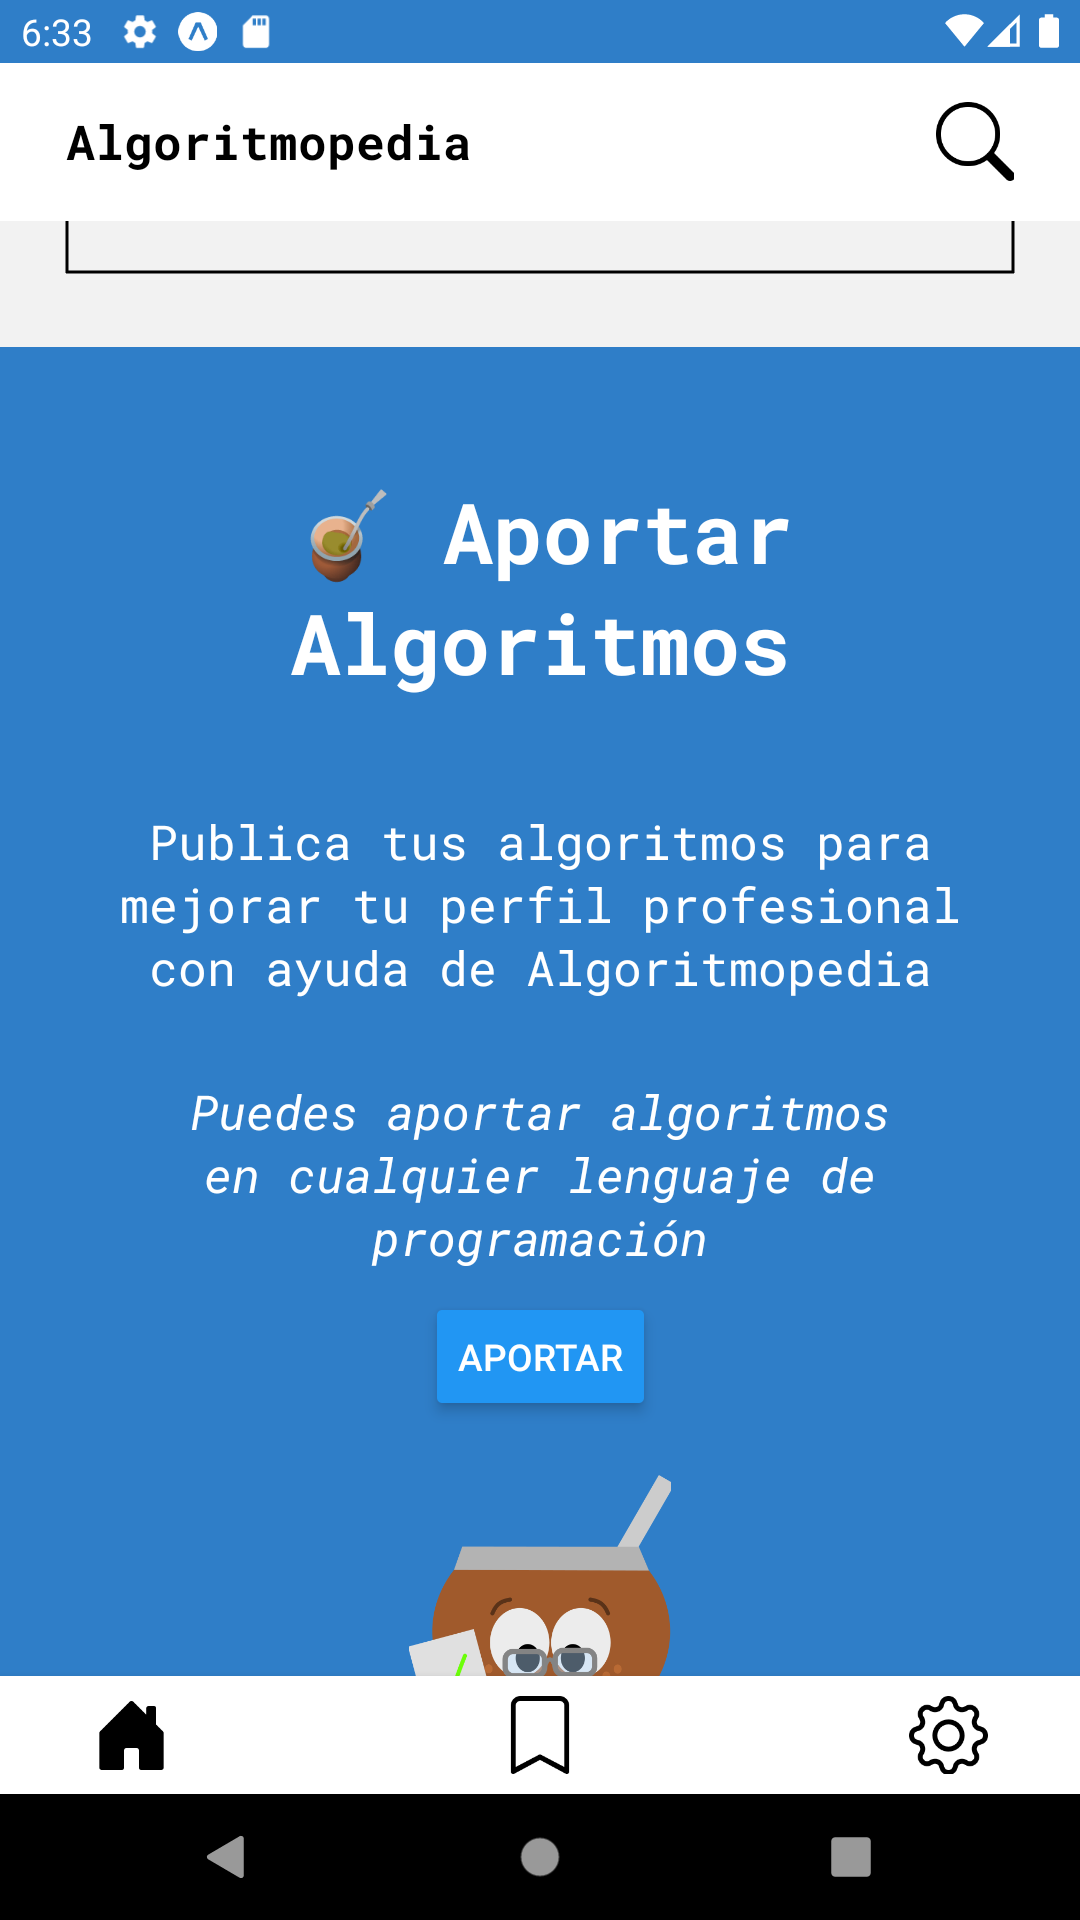 6:33
Algoritmopedia
🧉 Aportar
Algoritmos
Publica tus algoritmos para
mejorar tu perfil profesional
con ayuda de Algoritmopedia
Puedes aportar algoritmos
en cualquier lenguaje de
programación
APORTAR